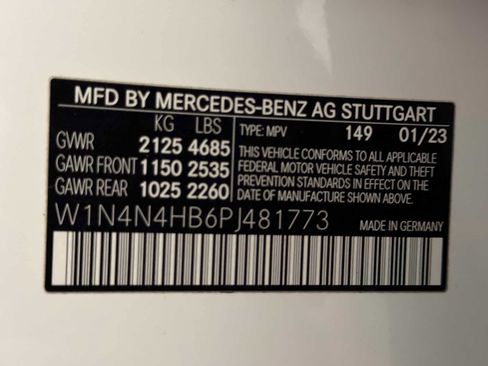 MFD BY MERCEDES-BENZ AG STUTTGART
KG LBS
GVWR 2125 4685
GAWR FRONT 1150 2535
GAWR REAR 1025 2260
TYPE: MPV 149 01/23
THIS VEHICLE CONFORMS TO ALL APPLICABLE
FEDERAL MOTOR VEHICLE SAFETY AND THEFT
PREVENTION STANDARDS IN EFFECT ON THE
DATE OF MANUFACTURE SHOWN ABOVE.
W1N4N4HB6PJ481773
MADE IN GERMANY